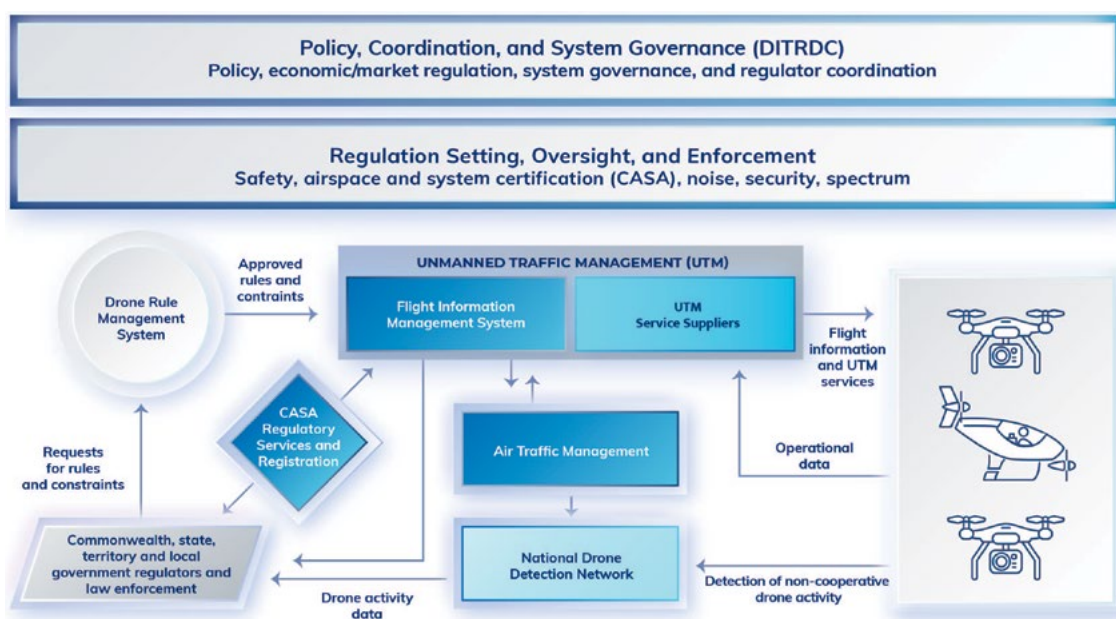 Policy, Coordination, and System Governance (DITRDC)
Policy, economic/market regulation, system governance, and regulator coordination
Regulation Setting, Oversight, and Enforcement
Safety, airspace and system certification (CASA), noise, security, spectrum
Drone Rule
Management
System
Approved
rules and
contraints
UNMANNED TRAFFIC MANAGEMENT (UTM)
Flight Information
Management System
UTM
Service Suppliers
Flight
information
and UTM
services
CASA
Regulatory
Services and
Registration
Air Traffic Management
Operational
data
Requests
for rules
and constraints
Commonwealth, state,
territory and local
government regulators and
law enforcement
Drone activity
data
National Drone
Detection Network
Detection of non-cooperative
drone activity